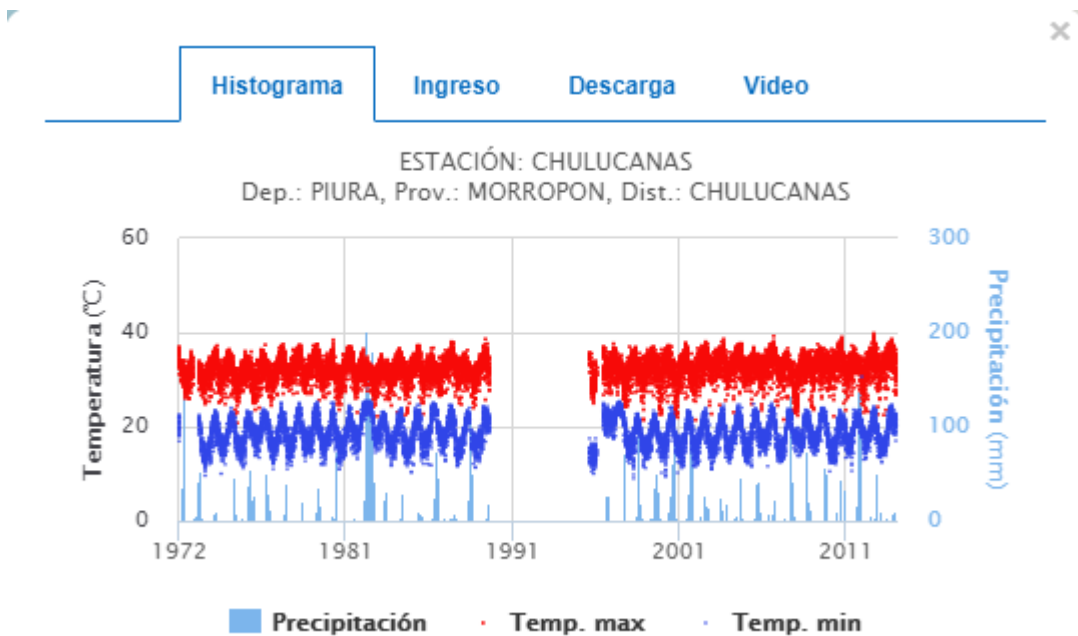 ×
Histograma Ingreso Descarga Video
ESTACIÓN: CHULUCANAS
Dep.: PIURA, Prov.: MORROPON, Dist.: CHULUCANAS
60 300
40 200
20 100
0 0
Temperatura (°C)
Precipitación (mm)
1972 1981 1991 2001 2011
Precipitación Temp. max Temp. min